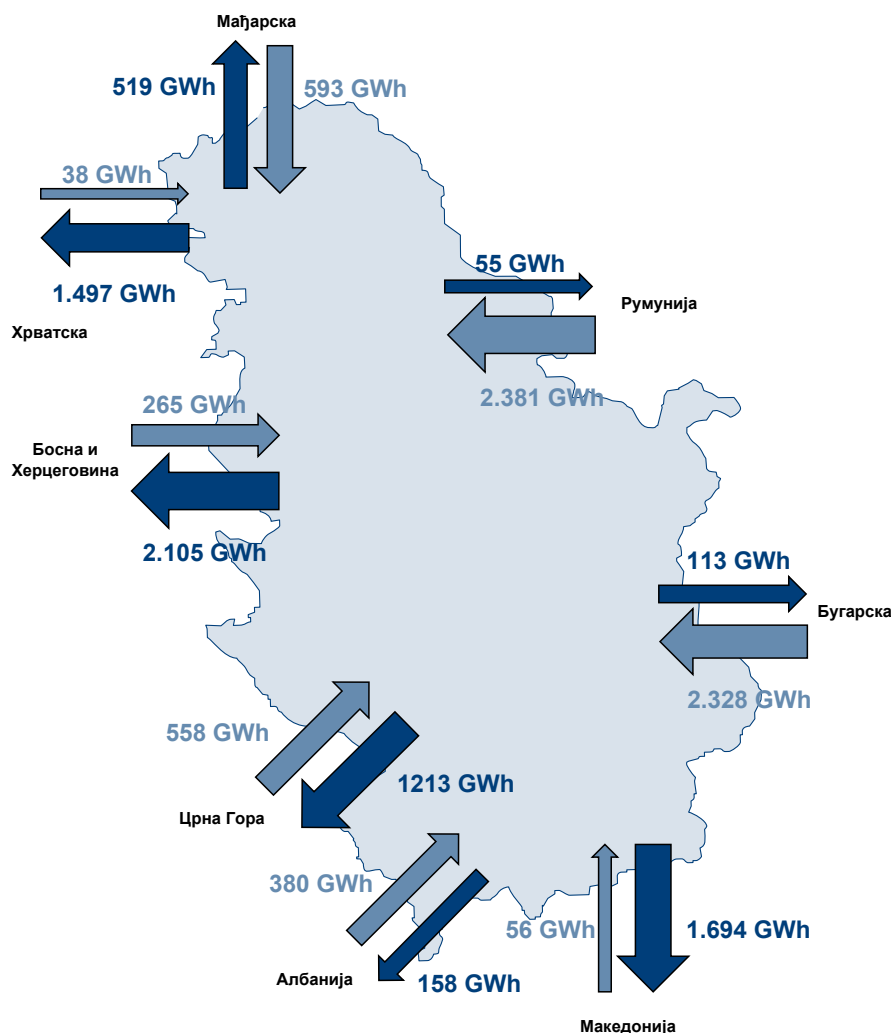 Мађарска
519 GWh
593 GWh
38 GWh
1.497 GWh
Хрватска
55 GWh
Румунија
2.381 GWh
265 GWh
Босна и
Херцеговина
2.105 GWh
113 GWh
Бугарска
2.328 GWh
558 GWh
1213 GWh
Црна Гора
380 GWh
158 GWh
Албанија
56 GWh
1.694 GWh
Македонија